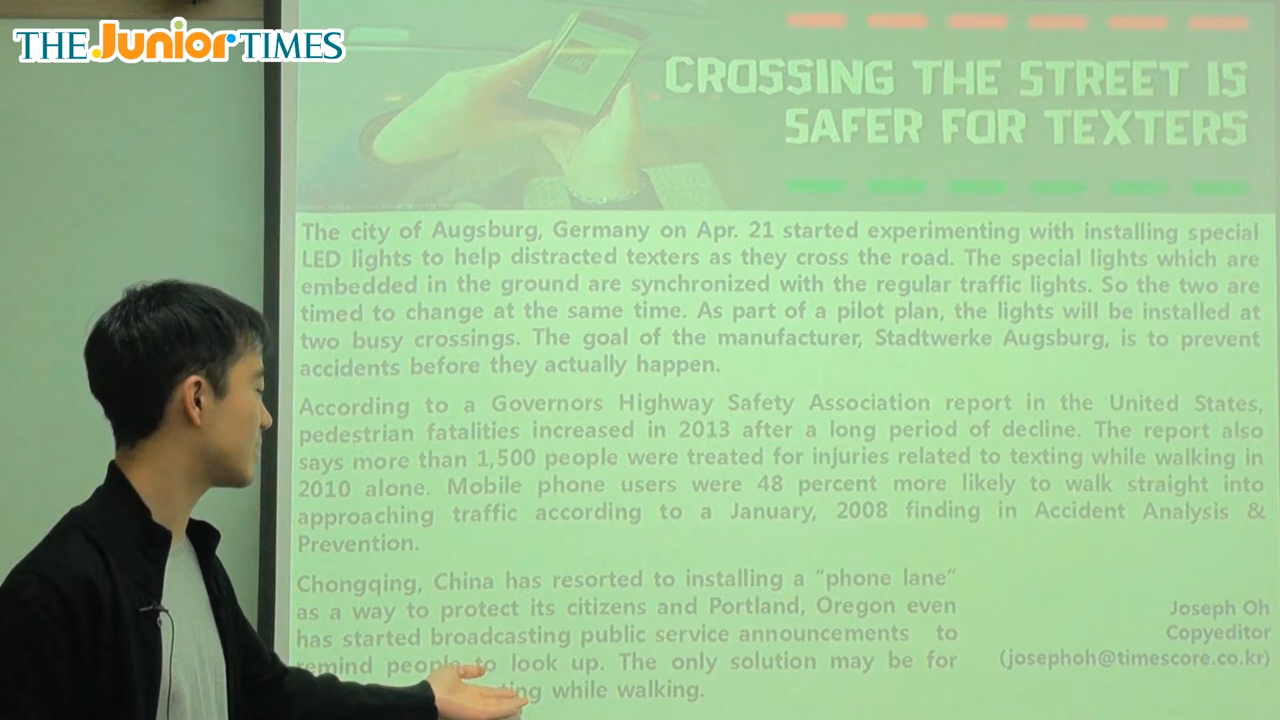 THE Junior TIMES
CROSSING THE STREET IS
SAFER FOR TEXTERS
The city of Augsburg, Germany on Apr. 21 started experimenting with installing special
LED lights to help distracted texters as they cross the road. The special lights which are
embedded in the ground are synchronized with the regular traffic lights. So the two are
timed to change at the same time. As part of a pilot plan, the lights will be installed at
two busy crossings. The goal of the manufacturer, Stadtwerke Augsburg, is to prevent
accidents before they actually happen.
According to a Governors Highway Safety Association report in the United States,
pedestrian fatalities increased in 2013 after a long period of decline. The report also
says more than 1,500 people were treated for injuries related to texting while walking in
2010 alone. Mobile phone users were 48 percent more likely to walk straight into
approaching traffic according to a January, 2008 finding in Accident Analysis &
Prevention.
Chongqing, China has resorted to installing a “phone lane“
as a way to protect its citizens and Portland, Oregon even
has started broadcasting public service announcements to
remind people to look up. The only solution may be for
while walking.
Joseph Oh
Copyeditor
(josephoh@timescore.co.kr)